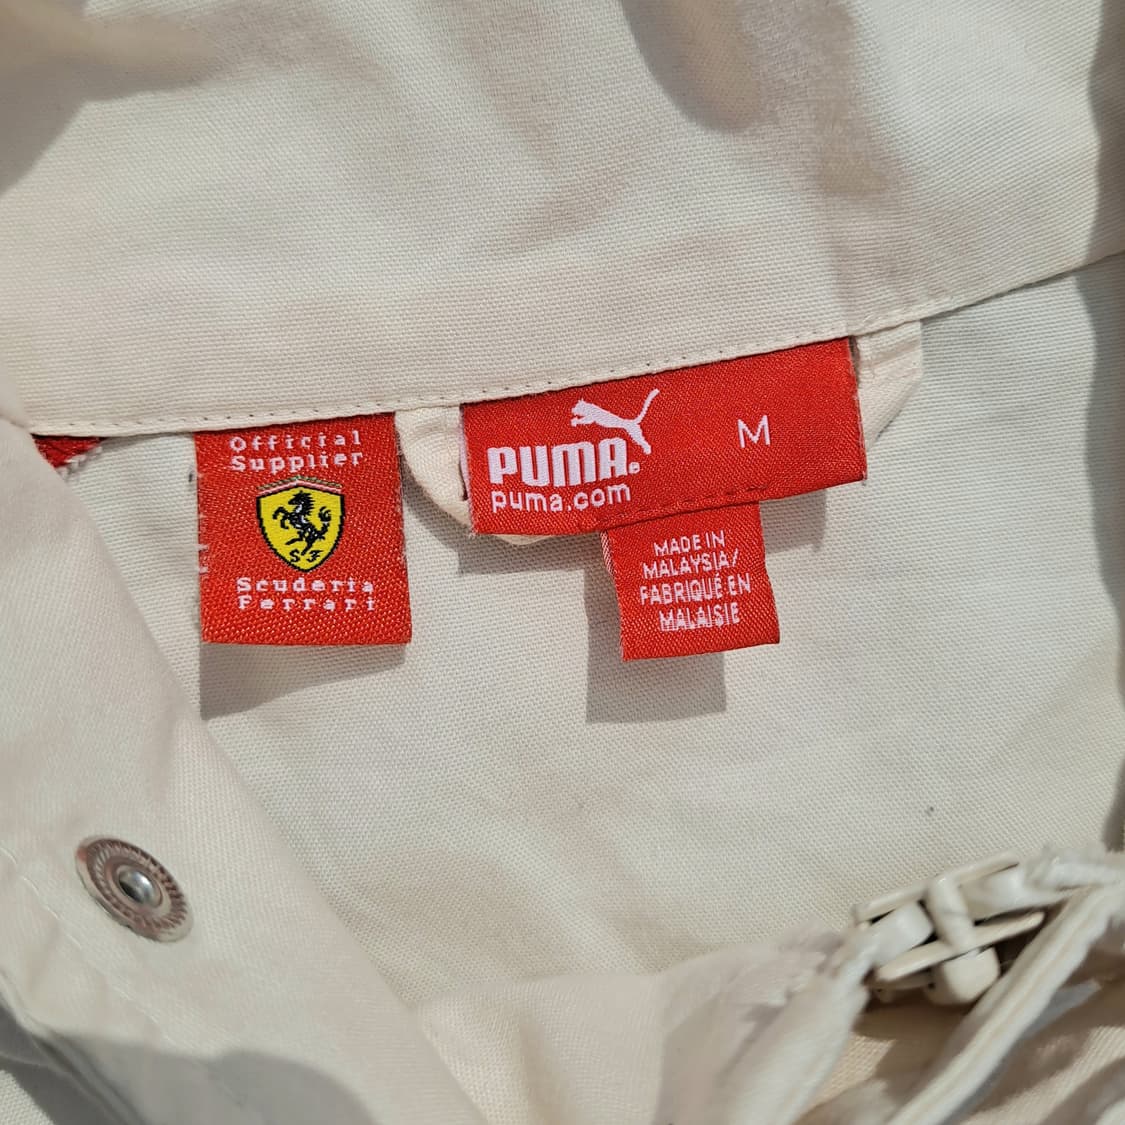 Official
Supplier
S F
Scuderia
Ferrari
PUMA®
puma.com
M
MADE IN
MALAYSIA/
FABRIQUÉ EN
MALAISIE